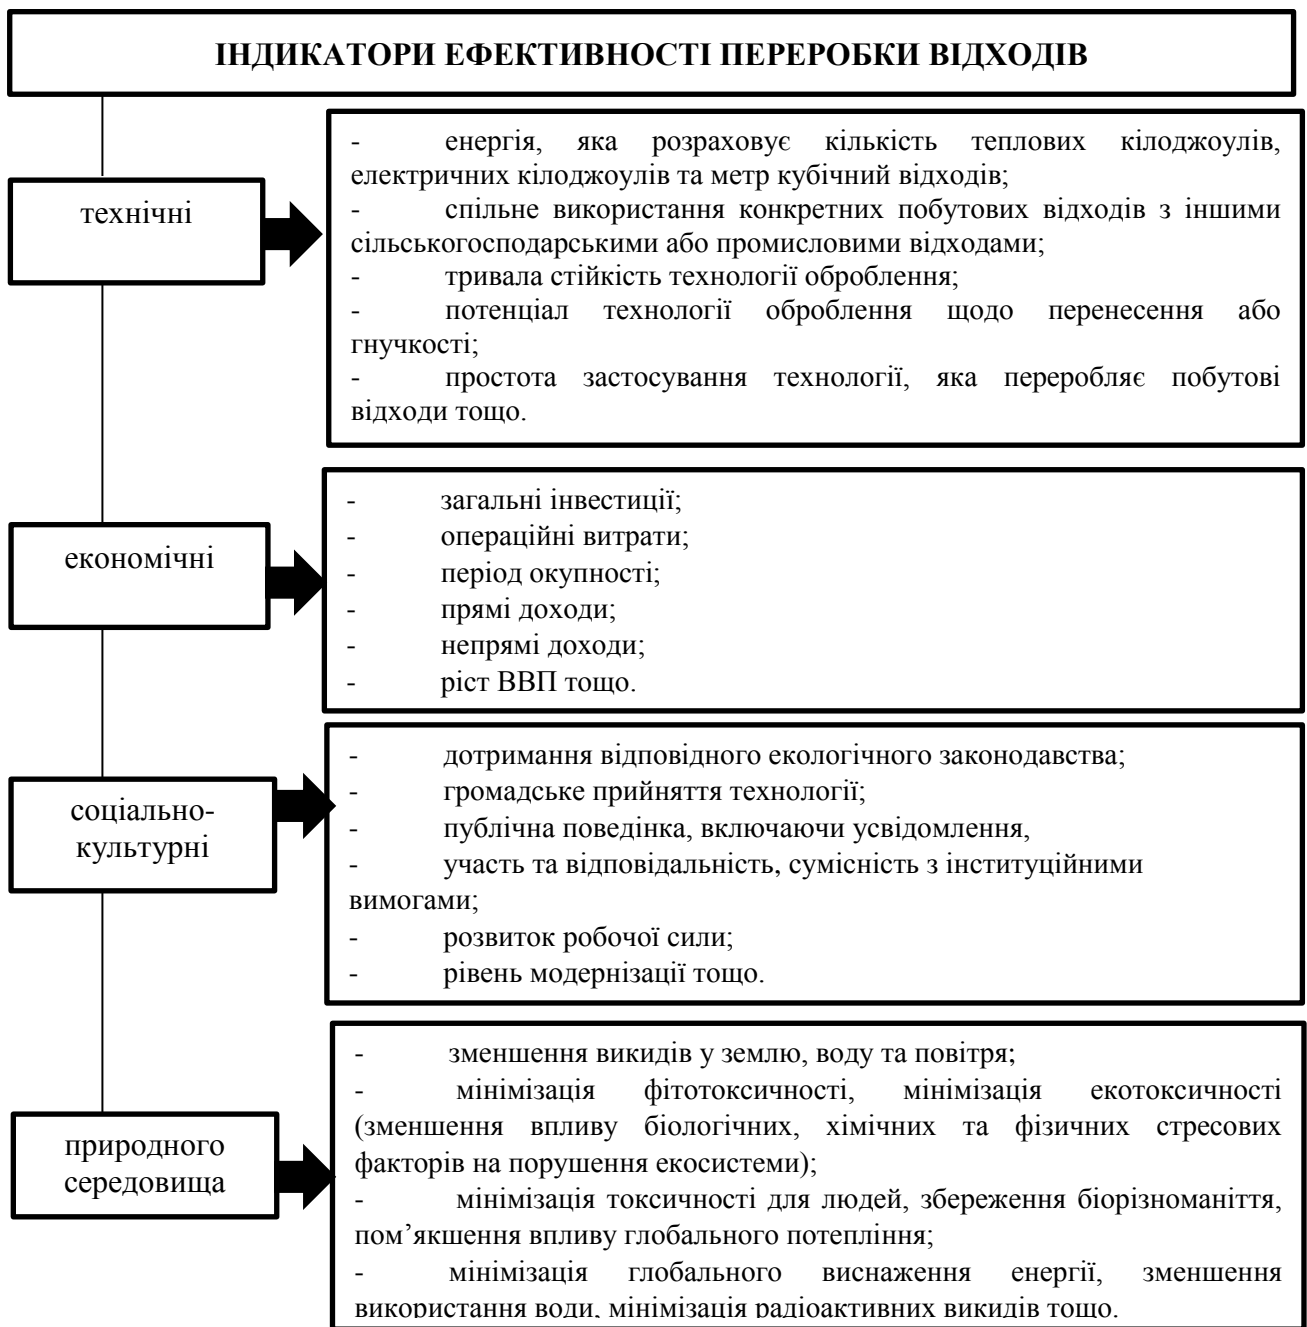 ІНДИКАТОРИ ЕФЕКТИВНОСТІ ПЕРЕРОБКИ ВІДХОДІВ
технічні
- енергія, яка розраховує кількість теплових кілоджоулів,
електричних кілоджоулів та метр кубічний відходів;
- спільне використання конкретних побутових відходів з іншими
сільськогосподарськими або промисловими відходами;
- тривала стійкість технології оброблення;
- потенціал технології оброблення щодо перенесення або
гнучкості;
- простота застосування технології, яка переробляє побутові
відходи тощо.
економічні
- загальні інвестиції;
- операційні витрати;
- період окупності;
- прямі доходи;
- непрямі доходи;
- ріст ВВП тощо.
соціально-
культурні
- дотримання відповідного екологічного законодавства;
- громадське прийняття технології;
- публічна поведінка, включаючи усвідомлення,
- участь та відповідальність, сумісність з інституційними
вимогами;
- розвиток робочої сили;
- рівень модернізації тощо.
природного
середовища
- зменшення викидів у землю, воду та повітря;
- мінімізація фітотоксичності, мінімізація екотоксичності
(зменшення впливу біологічних, хімічних та фізичних стресових
факторів на порушення екосистеми);
- мінімізація токсичності для людей, збереження біорізноманіття,
пом’якшення впливу глобального потепління;
- мінімізація глобального виснаження енергії, зменшення
використання води, мінімізація радіоактивних викидів тощо.